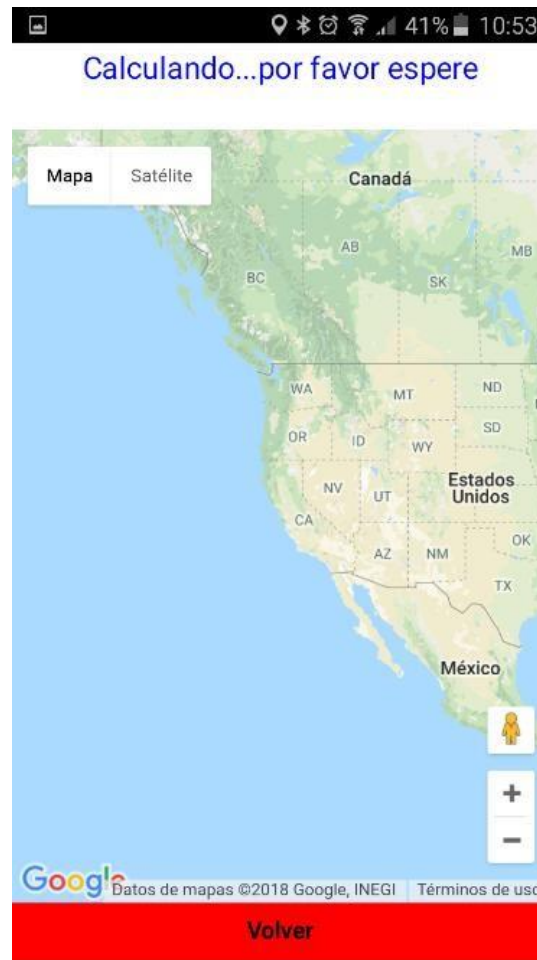 41% 10:53
Calculando...por favor espere
Mapa Satélite
Canadá
AB
MB
BC
SK
WA
MT
ND
OR
ID
SD
WY
Estados
Unidos
NV
UT
CA
OK
AZ
NM
TX
México
+
−
Google
Datos de mapas ©2018 Google, INEGI Términos de uso
Volver